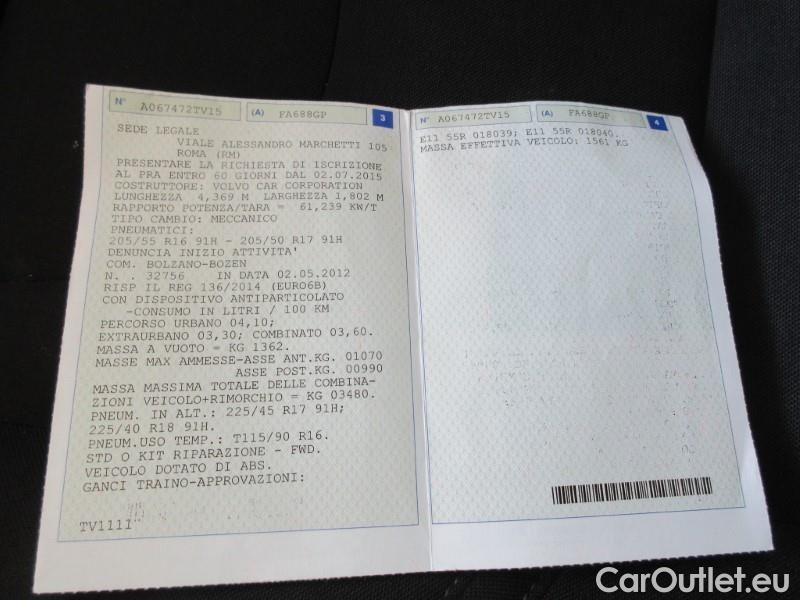 N° A067472TV15 (A) FA688GP 3
SEDE LEGALE
VIALE ALESSANDRO MARCHETTI 105
ROMA (RM)
PRESENTARE LA RICHIESTA DI ISCRIZIONE
AL PRA ENTRO 60 GIORNI DAL 02.07.2015
COSTRUTTORE: VOLVO CAR CORPORATION
LUNGHEZZA 4,369 M LARGHEZZA 1,802 M
RAPPORTO POTENZA/TARA = 61,239 KW/T
TIPO CAMBIO: MECCANICO
PNEUMATICI:
205/55 R16 91H - 205/50 R17 91H
DENUNCIA INIZIO ATTIVITA'
COM. BOLZANO-BOZEN
N. . 32756 IN DATA 02.05.2012
RISP IL REG 136/2014 (EURO6B)
CON DISPOSITIVO ANTIPARTICOLATO
-CONSUMO IN LITRI / 100 KM
PERCORSO URBANO 04,10;
EXTRAURBANO 03,30; COMBINATO 03,60.
MASSA A VUOTO = KG 1362.
MASSE MAX AMMESSE-ASSE ANT.KG. 01070
ASSE POST.KG. 00990
MASSA MASSIMA TOTALE DELLE COMBINA-
ZIONI VEICOLO+RIMORCHIO = KG 03480.
PNEUM. IN ALT.: 225/45 R17 91H;
225/40 R18 91H.
PNEUM.USO TEMP.: T115/90 R16.
STD O KIT RIPARAZIONE - FWD.
VEICOLO DOTATO DI ABS.
GANCI TRAINO-APPROVAZIONI:
TV1111
N° A067472TV15 (A) FA688GP 4
E11 55R 018039; E11 55R 018040.
MASSA EFFETTIVA VEICOLO: 1561 KG
CarOutlet.eu